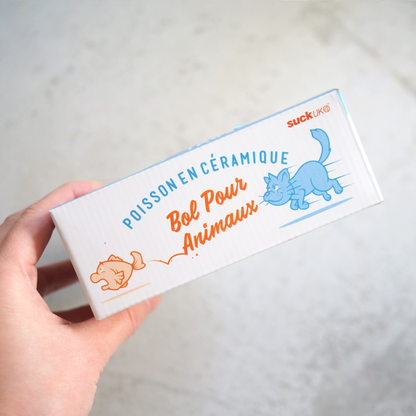 suck UK®
POISSON EN CÉRAMIQUE
Bol Pour
Animaux